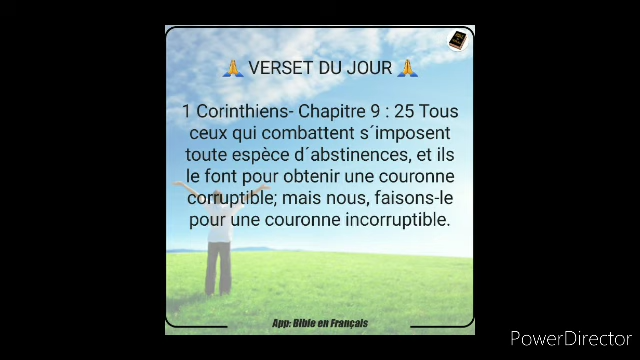 🙏 VERSET DU JOUR 🙏
1 Corinthiens- Chapitre 9 : 25 Tous
ceux qui combattent s´imposent
toute espèce d´abstinences, et ils
le font pour obtenir une couronne
corruptible; mais nous, faisons-le
pour une couronne incorruptible.
App: Bible en Français
PowerDirector